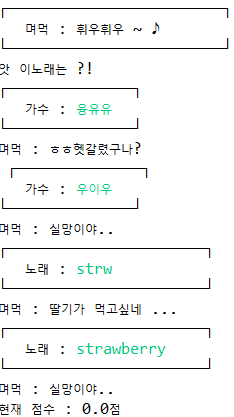 며먹 : 휘우휘우 ~ ♪
앗 이노래는 ?!
가수 : 융유유
며먹 : ㅎㅎ헷갈렸구나?
가수 : 우이우
며먹 : 실망이야..
노래 : strw
며먹 : 딸기가 먹고싶네 ...
노래 : strawberry
며먹 : 실망이야..
현재 점수 : 0.0점